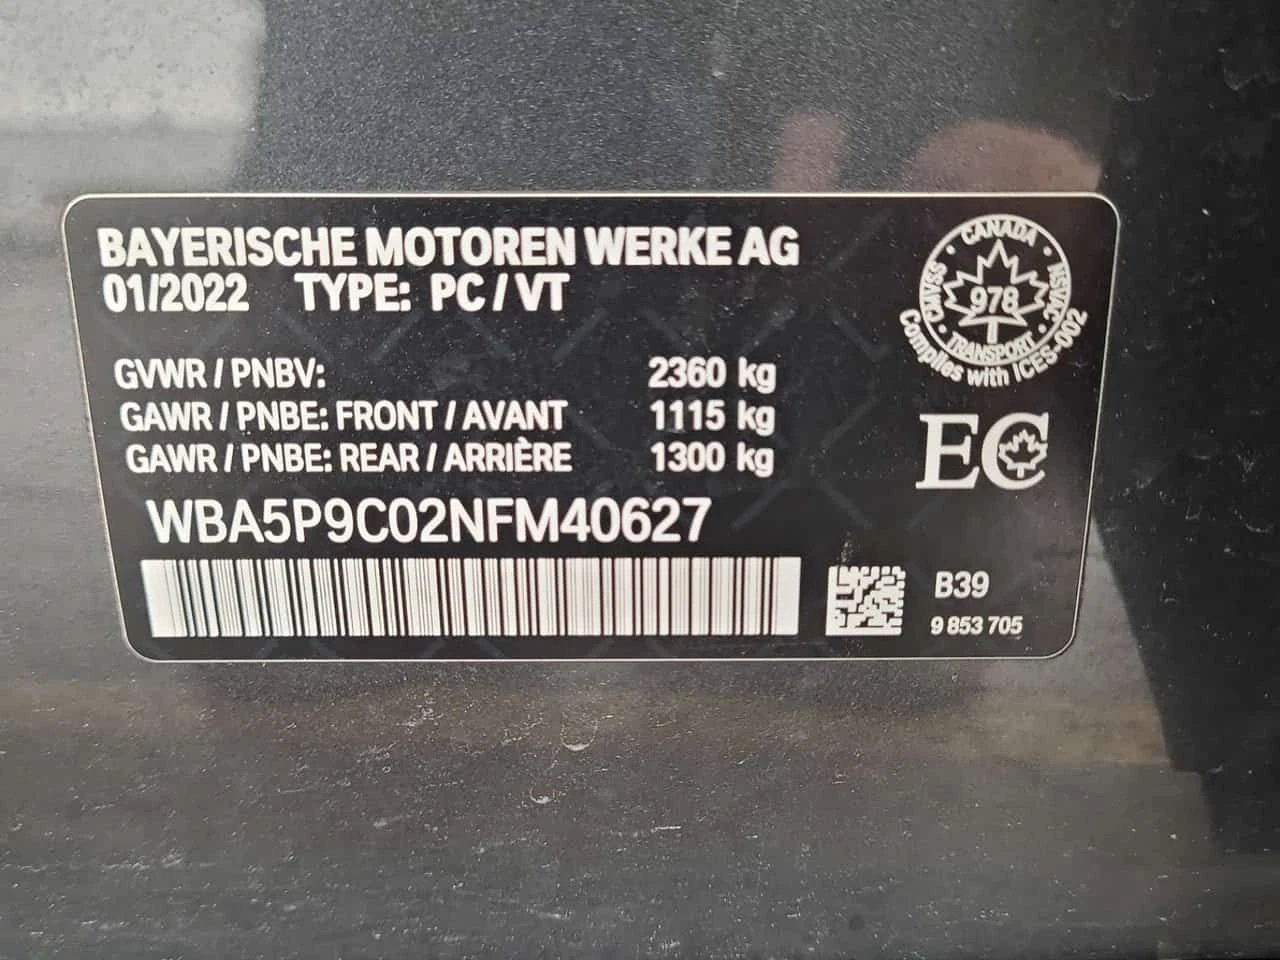 BAYERISCHE MOTOREN WERKE AG
01/2022 TYPE: PC / VT
GVWR / PNBV: 2360 kg
GAWR / PNBE: FRONT / AVANT 1115 kg
GAWR / PNBE: REAR / ARRIÈRE 1300 kg
WBA5P9C02NFM40627
CANADA
CMVSS
978
NSVAC
TRANSPORT
Complies with ICES-002
EC
B39
9 853 705